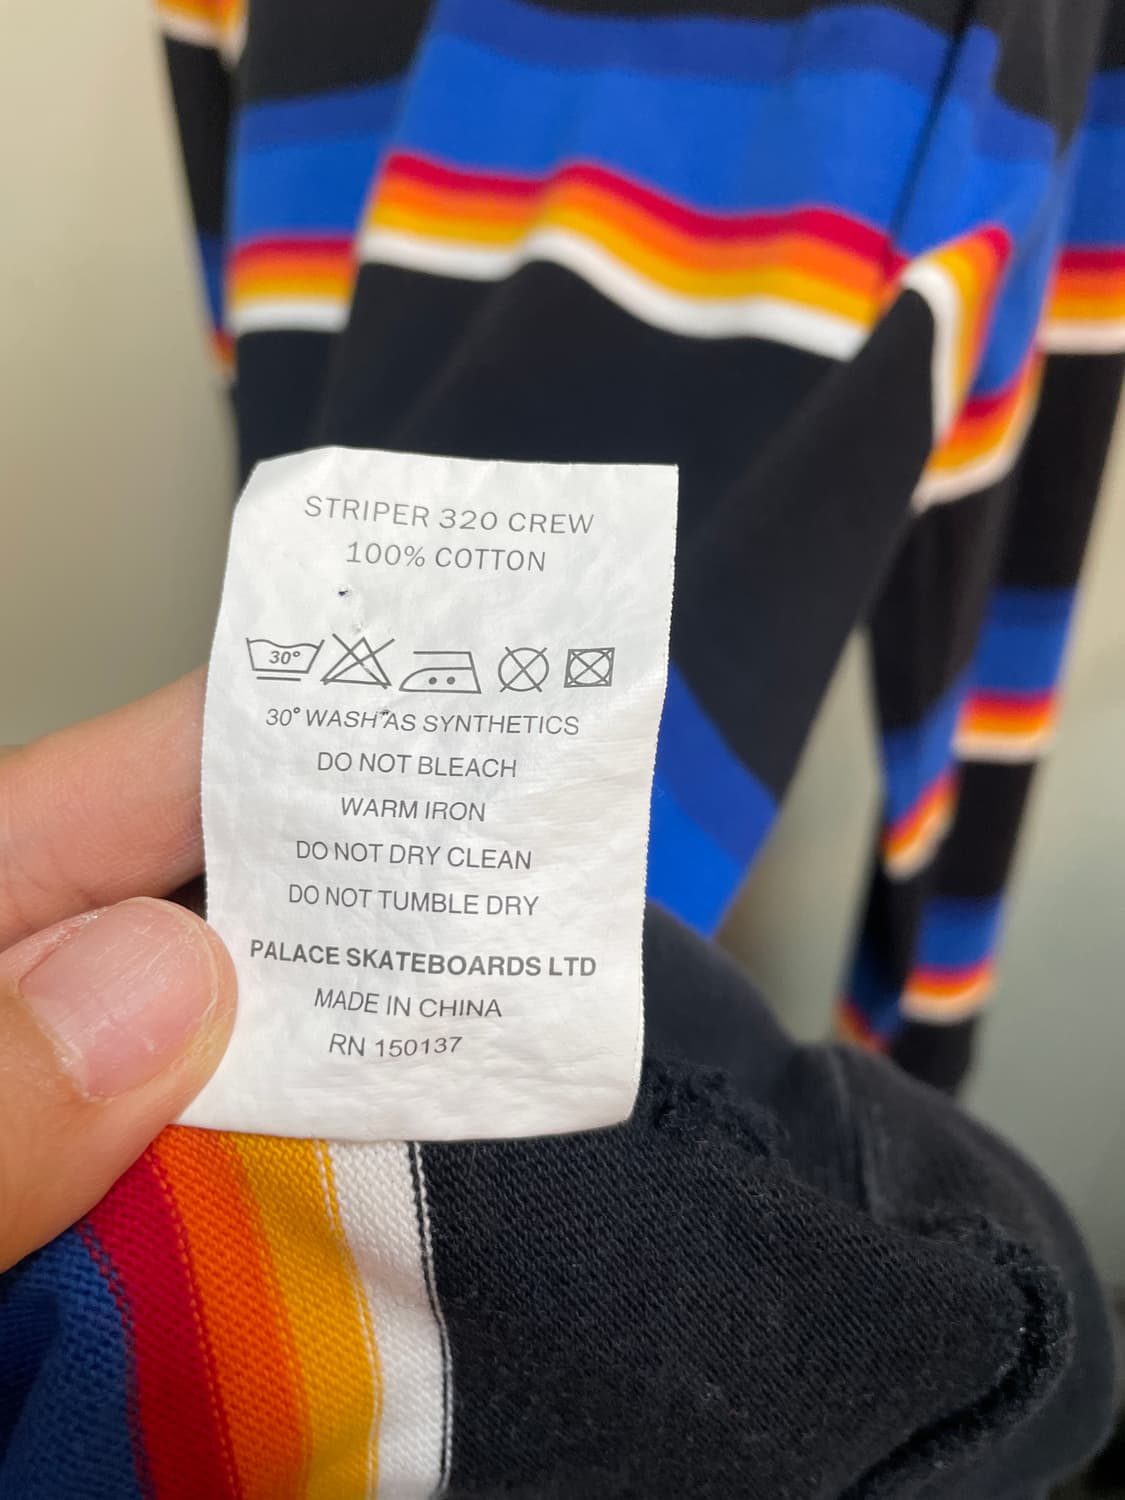 STRIPER 320 CREW
100% COTTON
30°
30° WASH AS SYNTHETICS
DO NOT BLEACH
WARM IRON
DO NOT DRY CLEAN
DO NOT TUMBLE DRY
PALACE SKATEBOARDS LTD
MADE IN CHINA
RN 150137